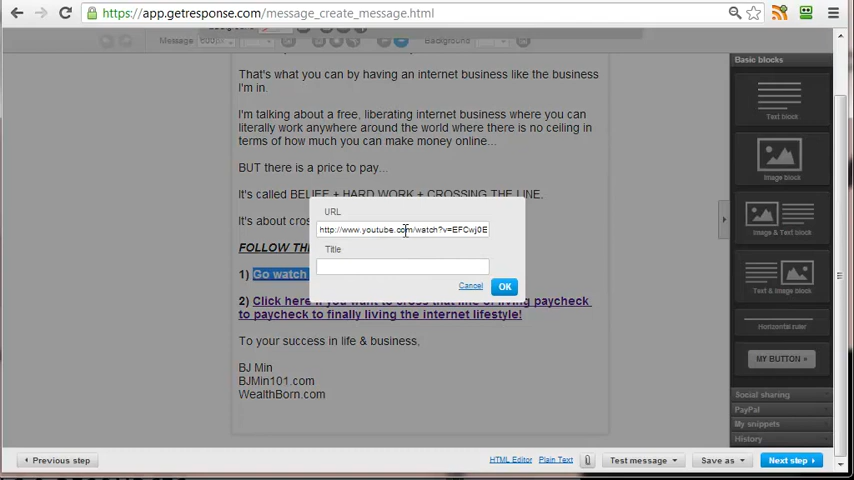 https://app.getresponse.com/message_create_message.html
Message
Background
That's what you can by having an internet business like the business
I'm in.
I'm talking about a free, liberating internet business where you can
literally work anywhere around the world where there is no ceiling in
terms of how much you can make money online...
BUT there is a price to pay...
It's called BELIEF + HARD WORK + CROSSING THE LINE.
It's about cros
FOLLOW TH
1) Go watch
2) Click here if you want to cross that line of living paycheck
to paycheck to finally living the internet lifestyle!
To your success in life & business,
BJ Min
BJMin101.com
WealthBorn.com
URL
http://www.youtube.com/watch?v=EFCwj0E
Title
Cancel
OK
Basic blocks
Text block
Image block
Image & Text block
Text & Image block
Horizontal ruler
MY BUTTON »
Social sharing
PayPal
My snippets
History
Previous step
HTML Editor
Plain Text
Test message
Save as
Next step